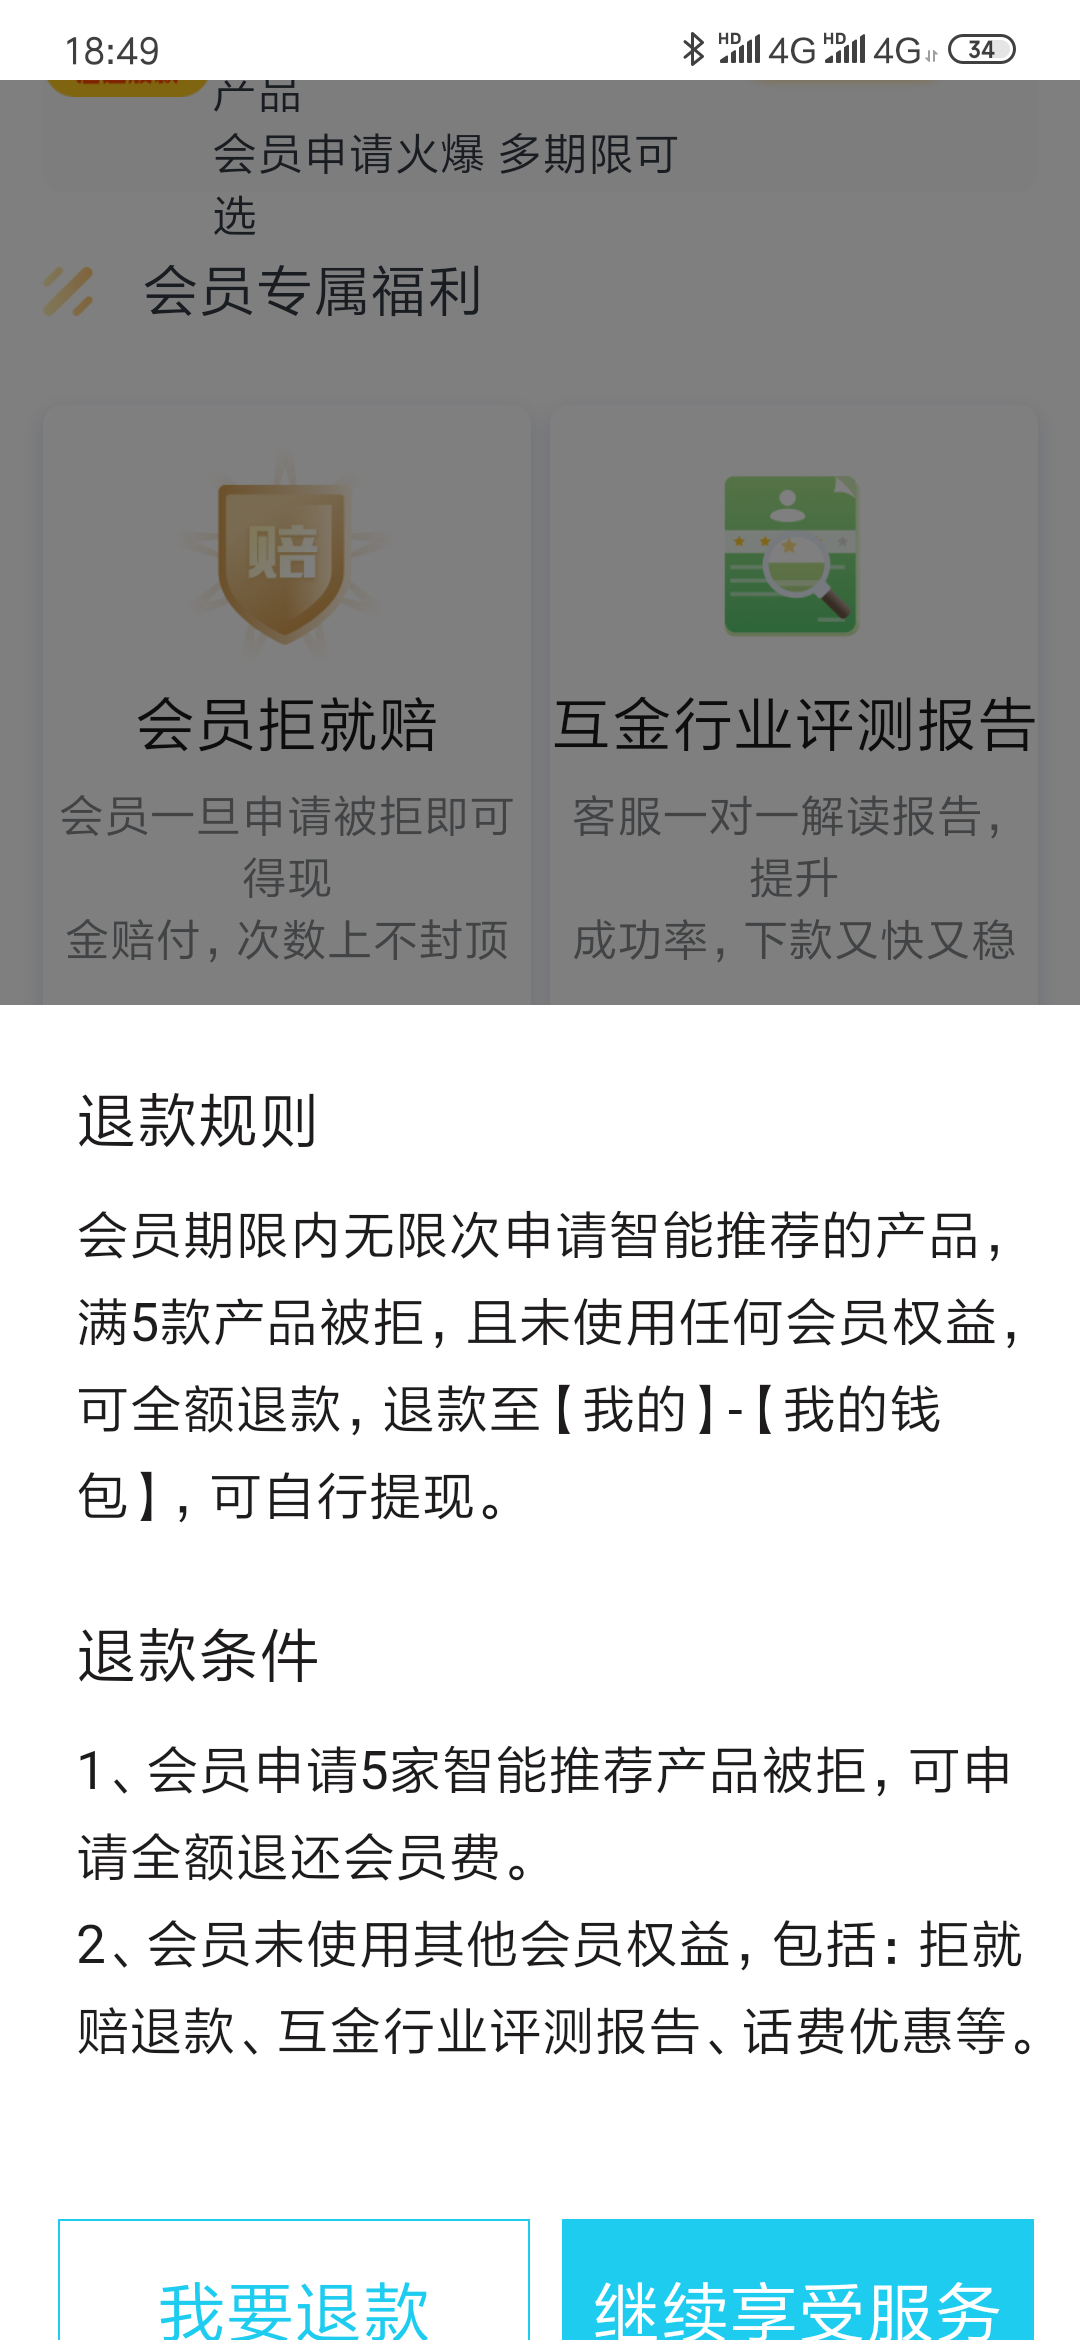 18:49
HD 4G HD 4G 34
产品
会员申请火爆 多期限可
选
会员专属福利
赔
会员拒就赔
互金行业评测报告
会员一旦申请被拒即可
得现
金赔付，次数上不封顶
客服一对一解读报告，
提升
成功率，下款又快又稳
退款规则
会员期限内无限次申请智能推荐的产品，
满5款产品被拒，且未使用任何会员权益，
可全额退款，退款至【我的】-【我的钱
包】，可自行提现。
退款条件
1、会员申请5家智能推荐产品被拒，可申
请全额退还会员费。
2、会员未使用其他会员权益，包括：拒就
赔退款、互金行业评测报告、话费优惠等。
我要退款
继续享受服务